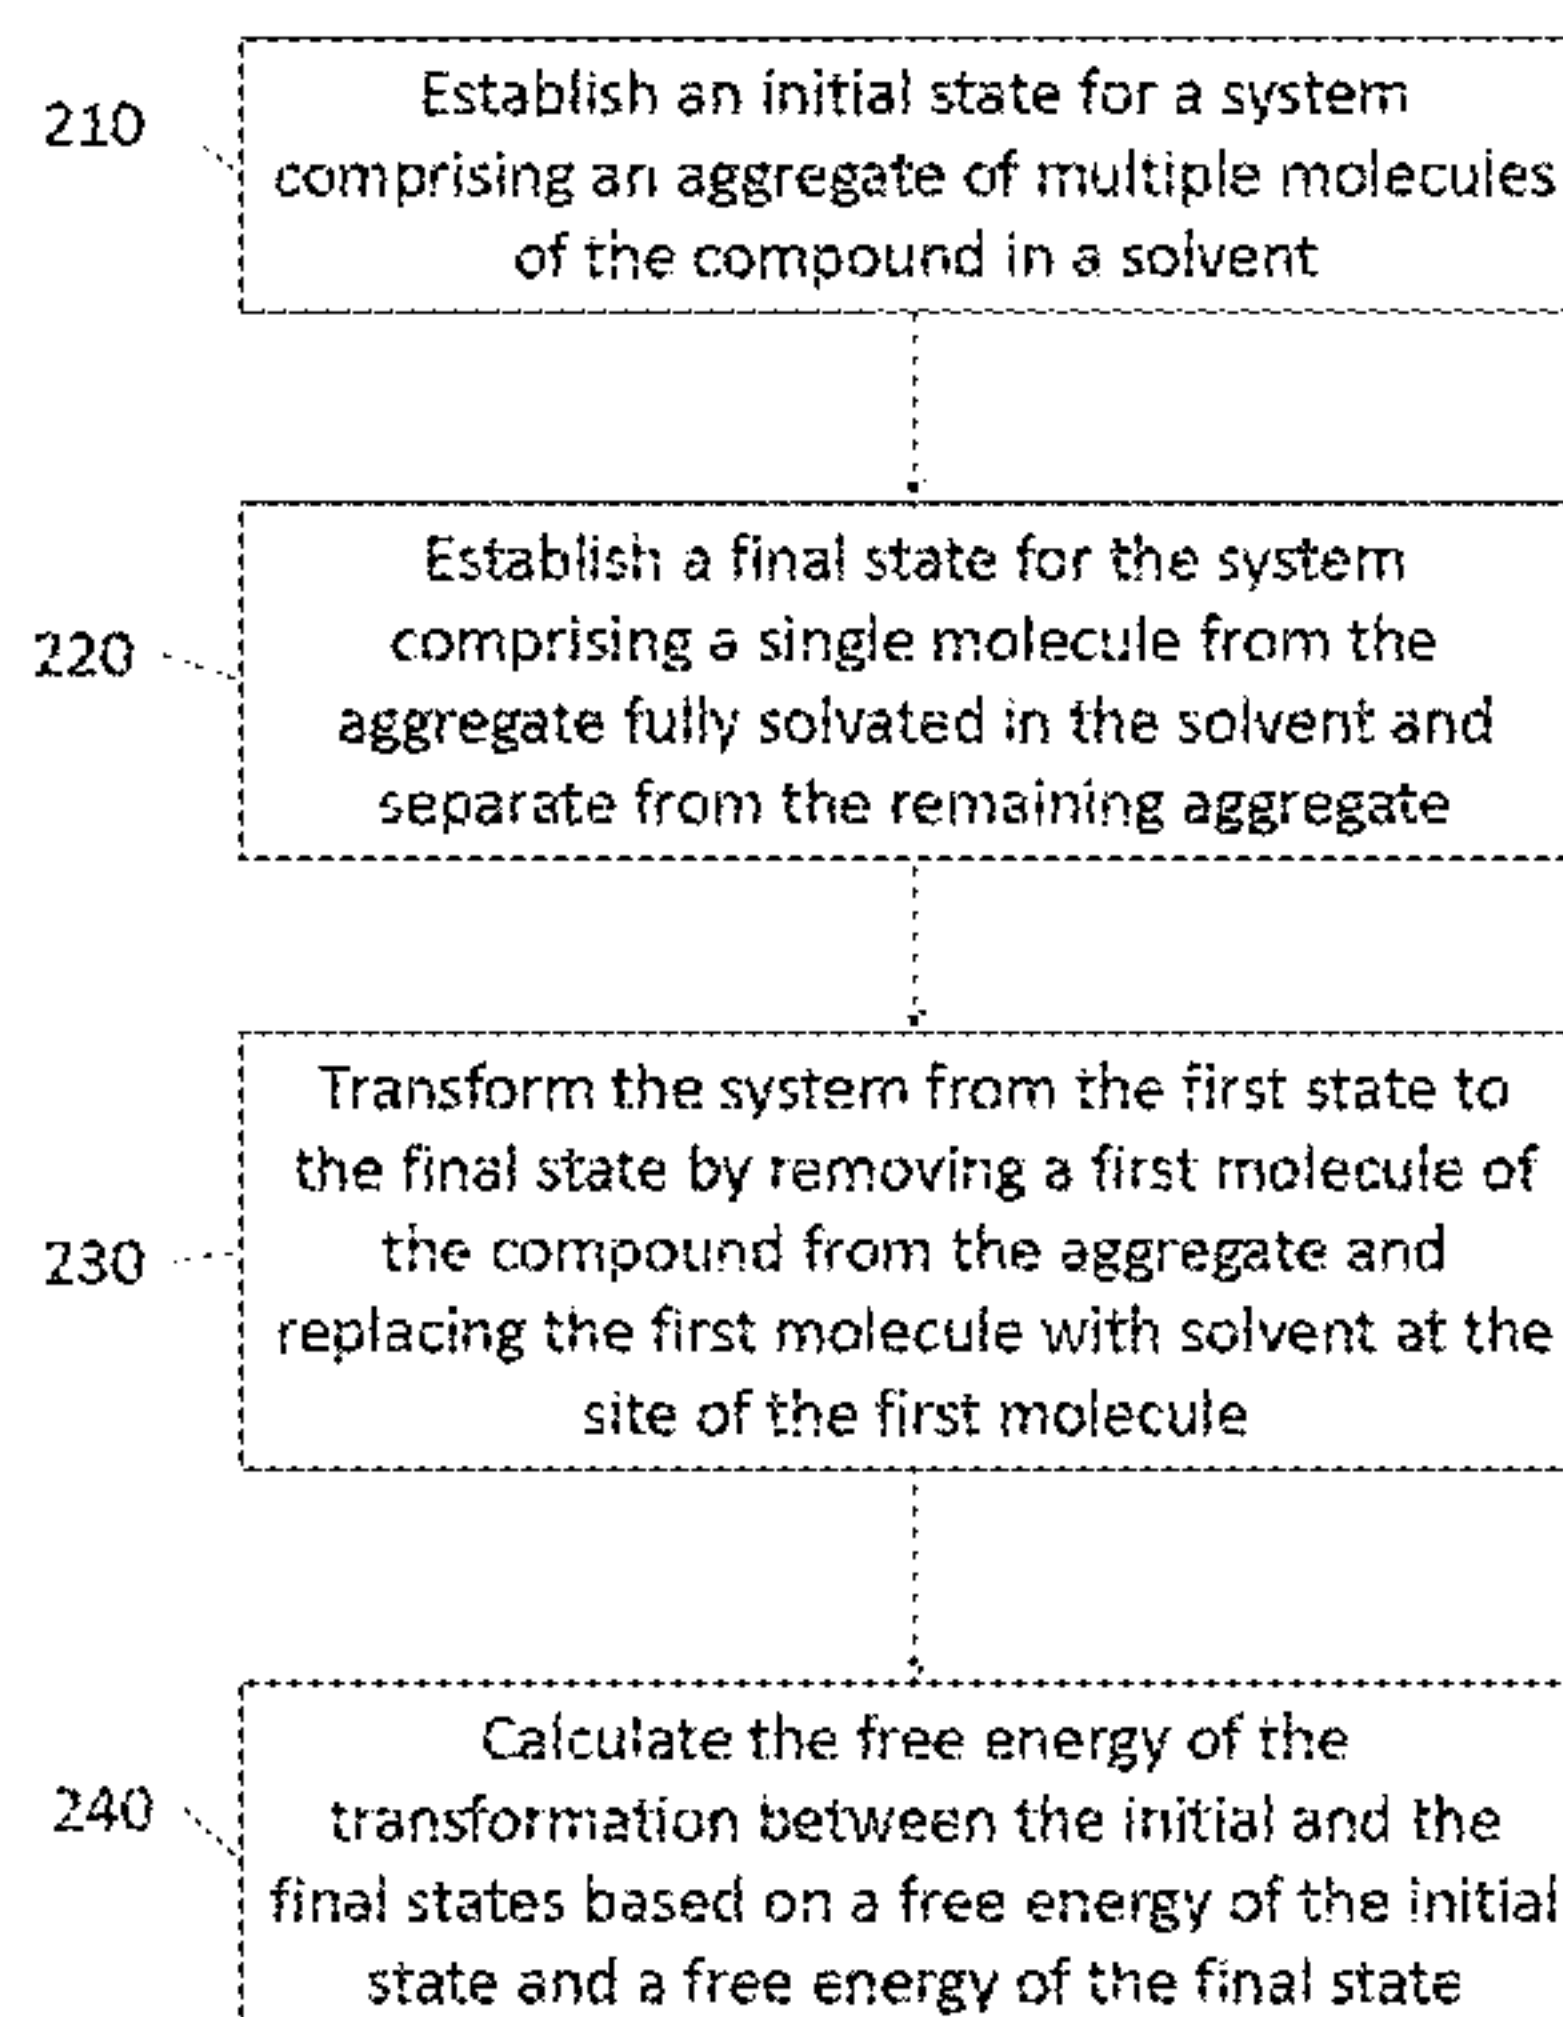 210
Establish an initial state for a system
comprising an aggregate of multiple molecules
of the compound in a solvent
220
Establish a final state for the system
comprising a single molecule from the
aggregate fully solvated in the solvent and
separate from the remaining aggregate
230
Transform the system from the first state to
the final state by removing a first molecule of
the compound from the aggregate and
replacing the first molecule with solvent at the
site of the first molecule
240
Calculate the free energy of the
transformation between the initial and the
final states based on a free energy of the initial
state and a free energy of the final state